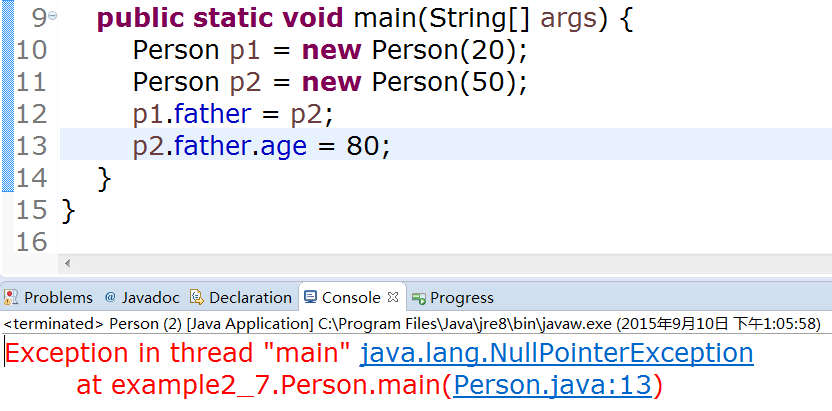 9 public static void main(String[] args) {
10 Person p1 = new Person(20);
11 Person p2 = new Person(50);
12 p1.father = p2;
13 p2.father.age = 80;
14 }
15 }
16
Problems @ Javadoc Declaration Console Progress
<terminated> Person (2) [Java Application] C:\Program Files\Java\jre8\bin\javaw.exe (2015年9月10日 下午1:05:58)
Exception in thread "main" java.lang.NullPointerException
at example2_7.Person.main(Person.java:13)